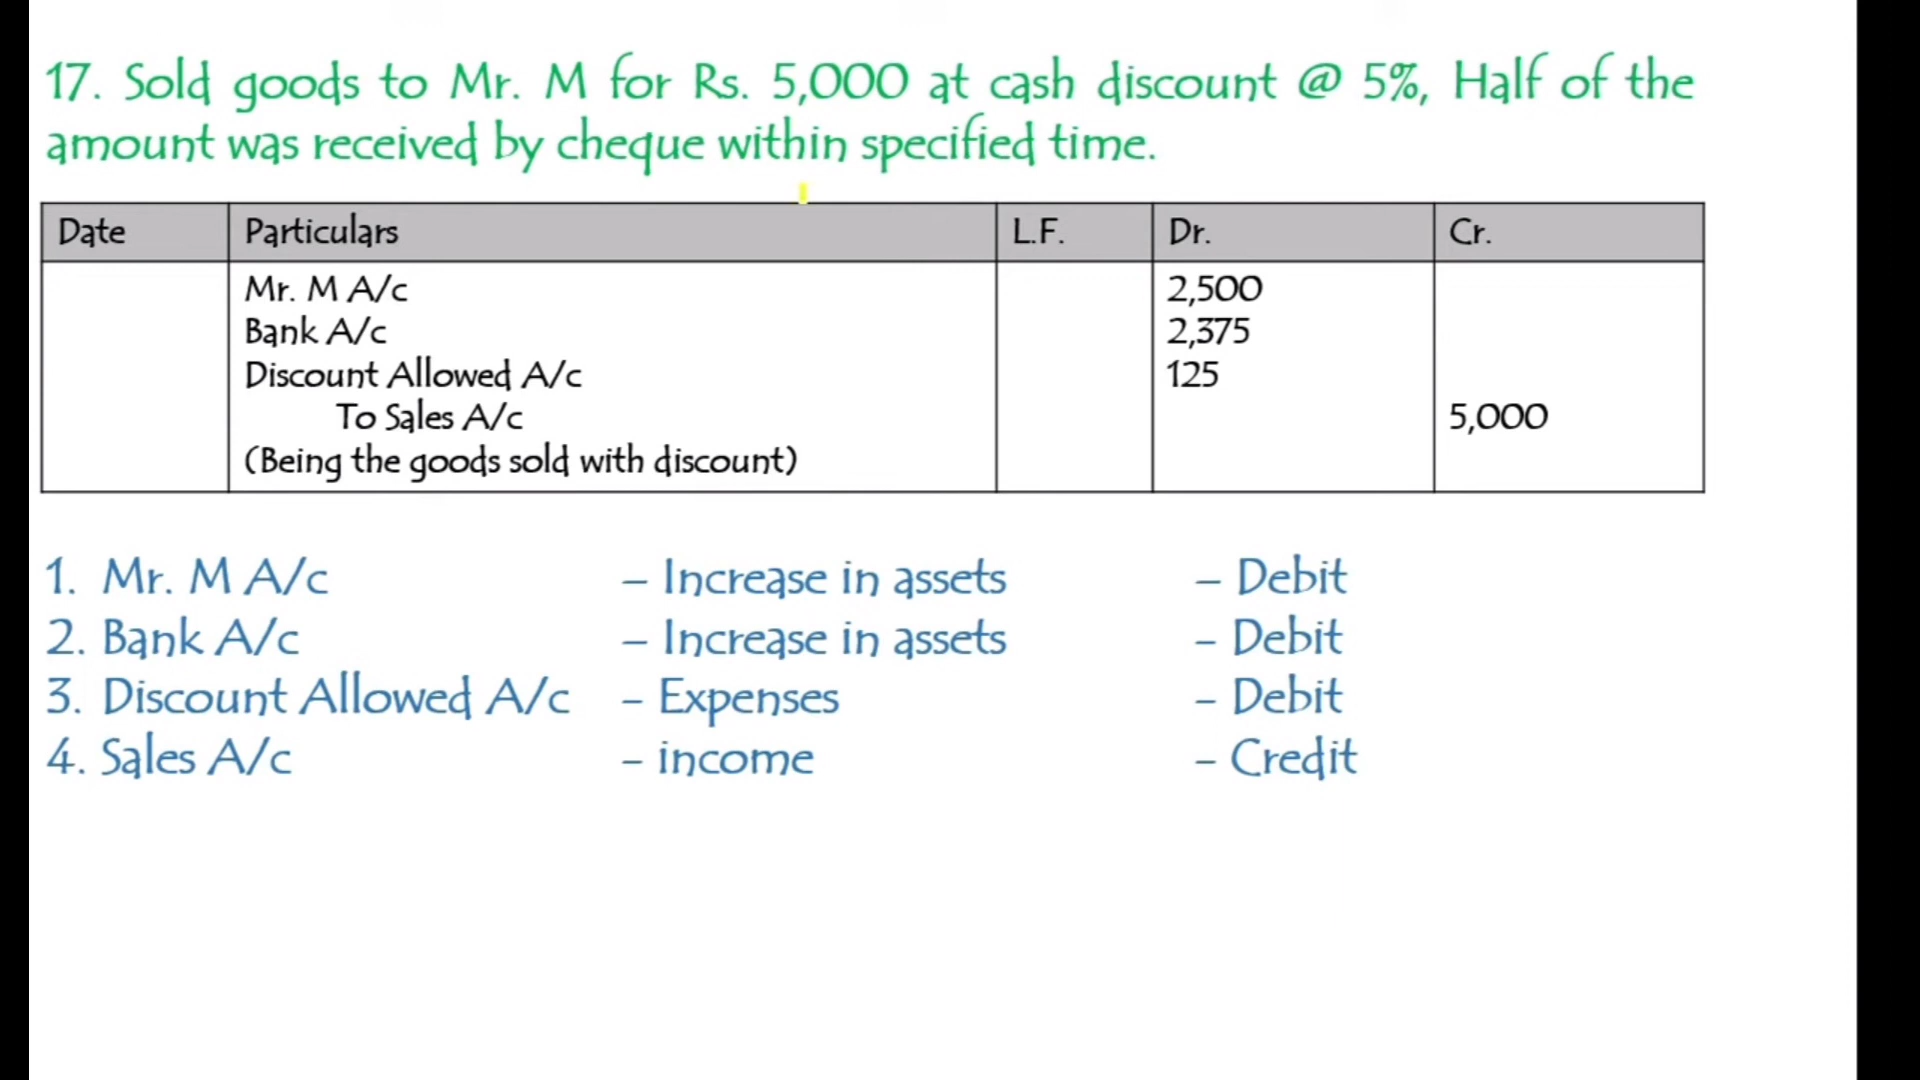 17. Sold goods to Mr. M for Rs. 5,000 at cash discount @ 5%, Half of the
amount was received by cheque within specified time.
Date Particulars L.F. Dr. Cr.
Mr. M A/c 2,500
Bank A/c 2,375
Discount Allowed A/c 125
To Sales A/c 5,000
(Being the goods sold with discount)
1. Mr. M A/c – Increase in assets – Debit
2. Bank A/c – Increase in assets – Debit
3. Discount Allowed A/c – Expenses – Debit
4. Sales A/c – income – Credit